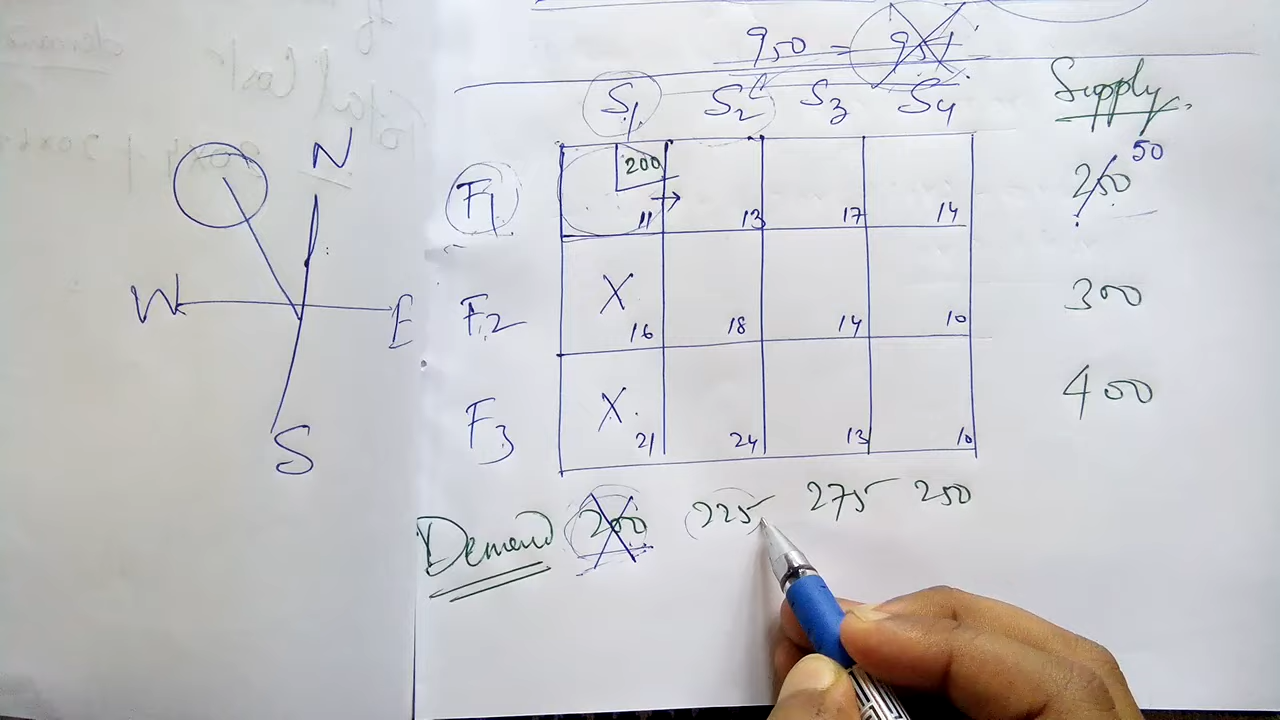 950 = 951
S1 S2 S3 S4 Supply
N
F1 200 11 13 17 14 250 50
W E
F2 X 16 18 14 10 300
F3 X 21 24 13 10 400
S
Demand 200 225 275 250